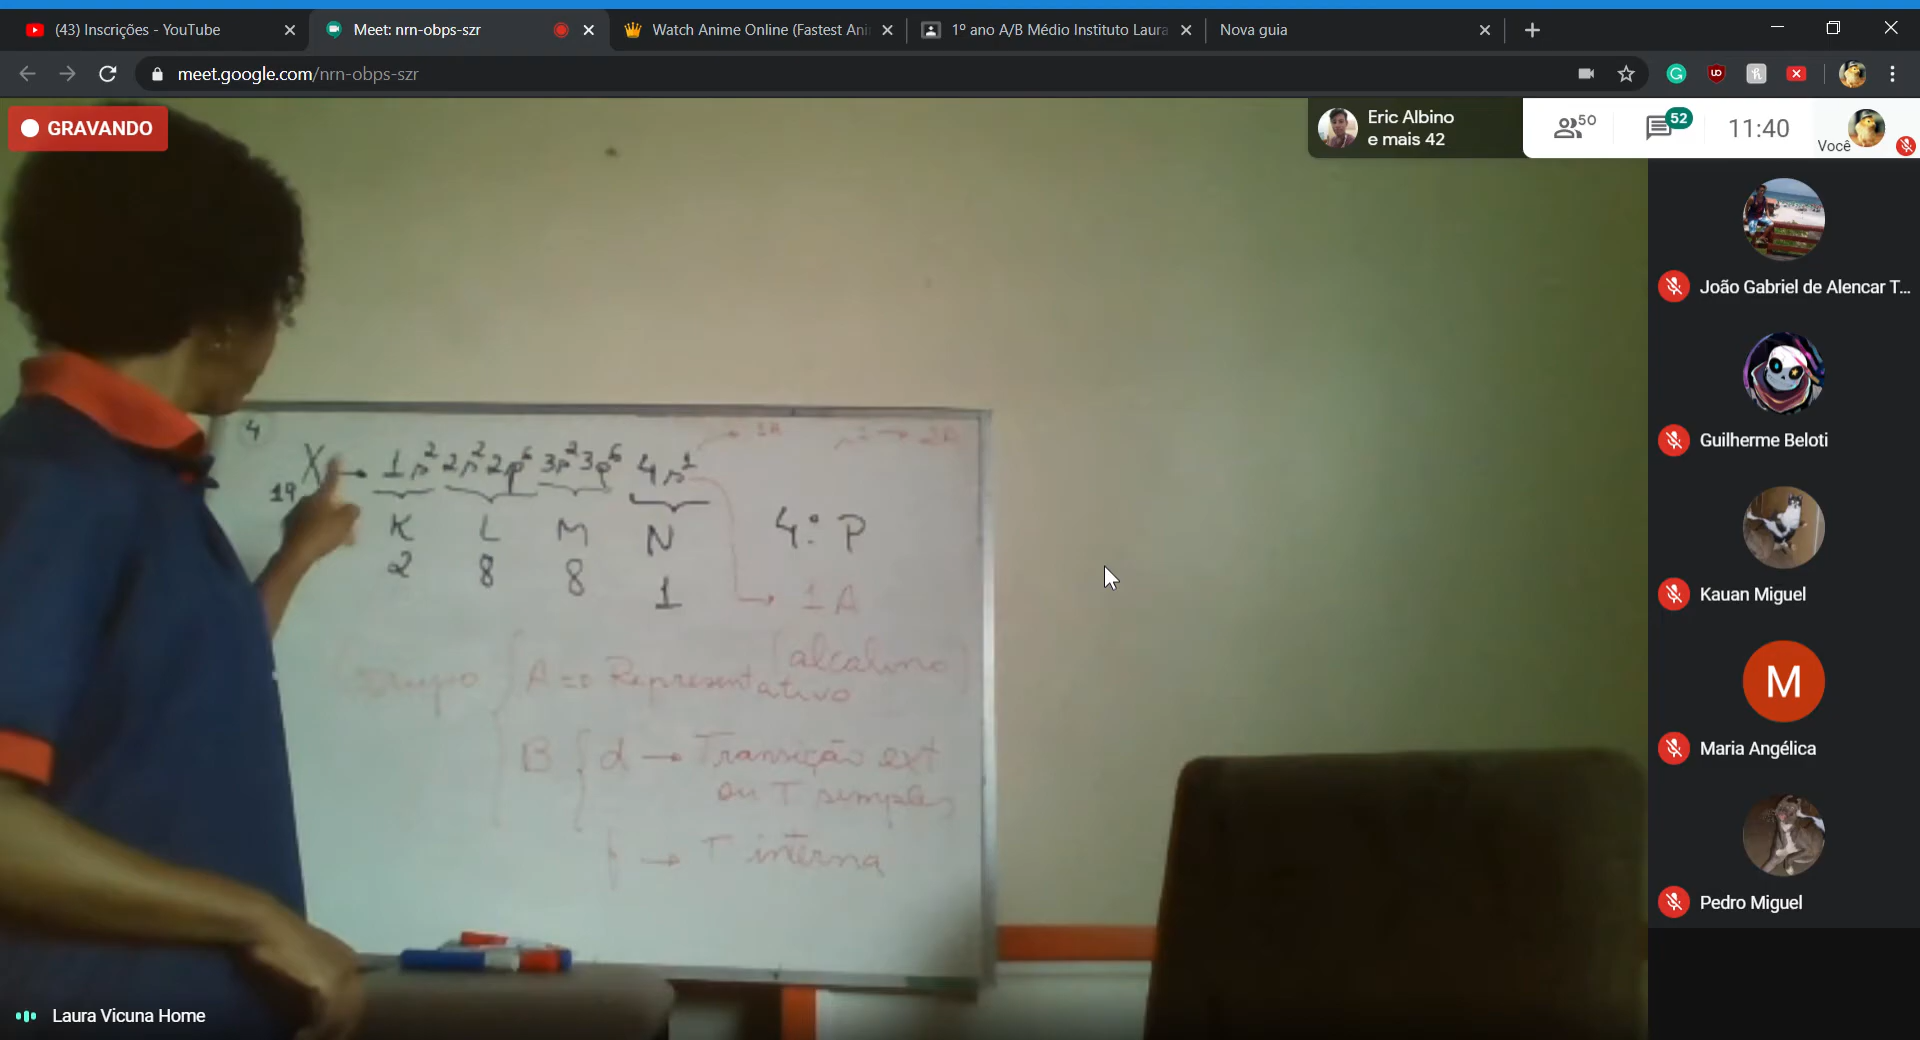 (43) Inscrições - YouTube
Meet: nrn-obps-szr
Watch Anime Online (Fastest Ani
1º ano A/B Médio Instituto Laura
Nova guia
meet.google.com/nrn-obps-szr
GRAVANDO
Eric Albino
e mais 42
50
52
11:40
Você
João Gabriel de Alencar T...
Guilherme Beloti
Kauan Miguel
M
Maria Angélica
Pedro Miguel
4
1A
2A
19X → 1s² 2s² 2p⁶ 3s² 3p⁶ 4s¹
K L M N
4º P
2 8 8 1
→ 1A
(alcalino)
Grupo { A => Representativo
B { d → Transição ext
ou T simples
f → T interna
Laura Vicuna Home